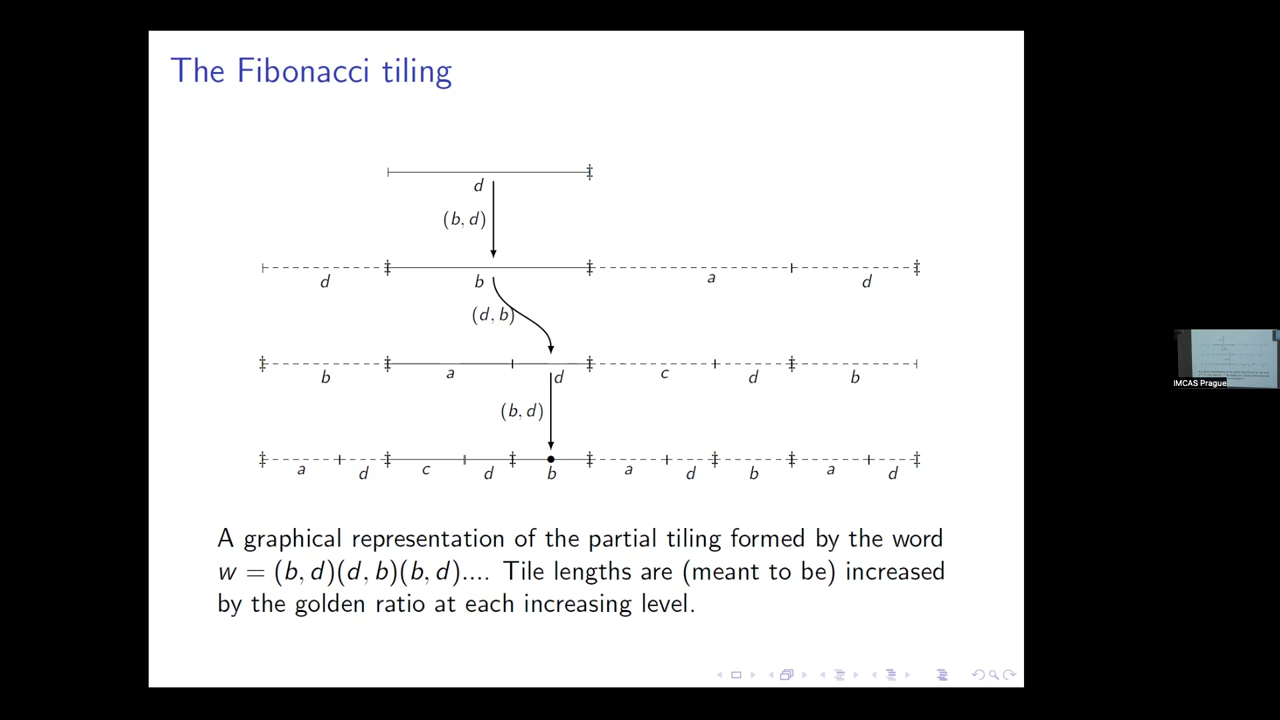 The Fibonacci tiling
d
(b, d)
d b a d
(d, b)
b a d c d b
(b, d)
a d c d b a d b a d
A graphical representation of the partial tiling formed by the word
w = (b, d)(d, b)(b, d).... Tile lengths are (meant to be) increased
by the golden ratio at each increasing level.
IMCAS Prague